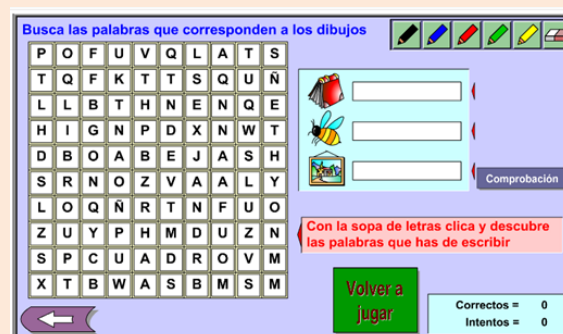 Busca las palabras que corresponden a los dibujos
P O F U V Q L A T S
T Q F K T T S Q U Ñ
L L B T H N E N Q E
H I G N P D X N W T
D B O A B E J A S H
S R N O Z V A A L Y
L O Q Ñ R T N F U O
Z U Y P H M D U Z N
S P C U A D R O V M
X T B W A S B M S M
Comprobación
Con la sopa de letras clica y descubre
las palabras que has de escribir
Volver a
jugar
Correctos = 0
Intentos = 0